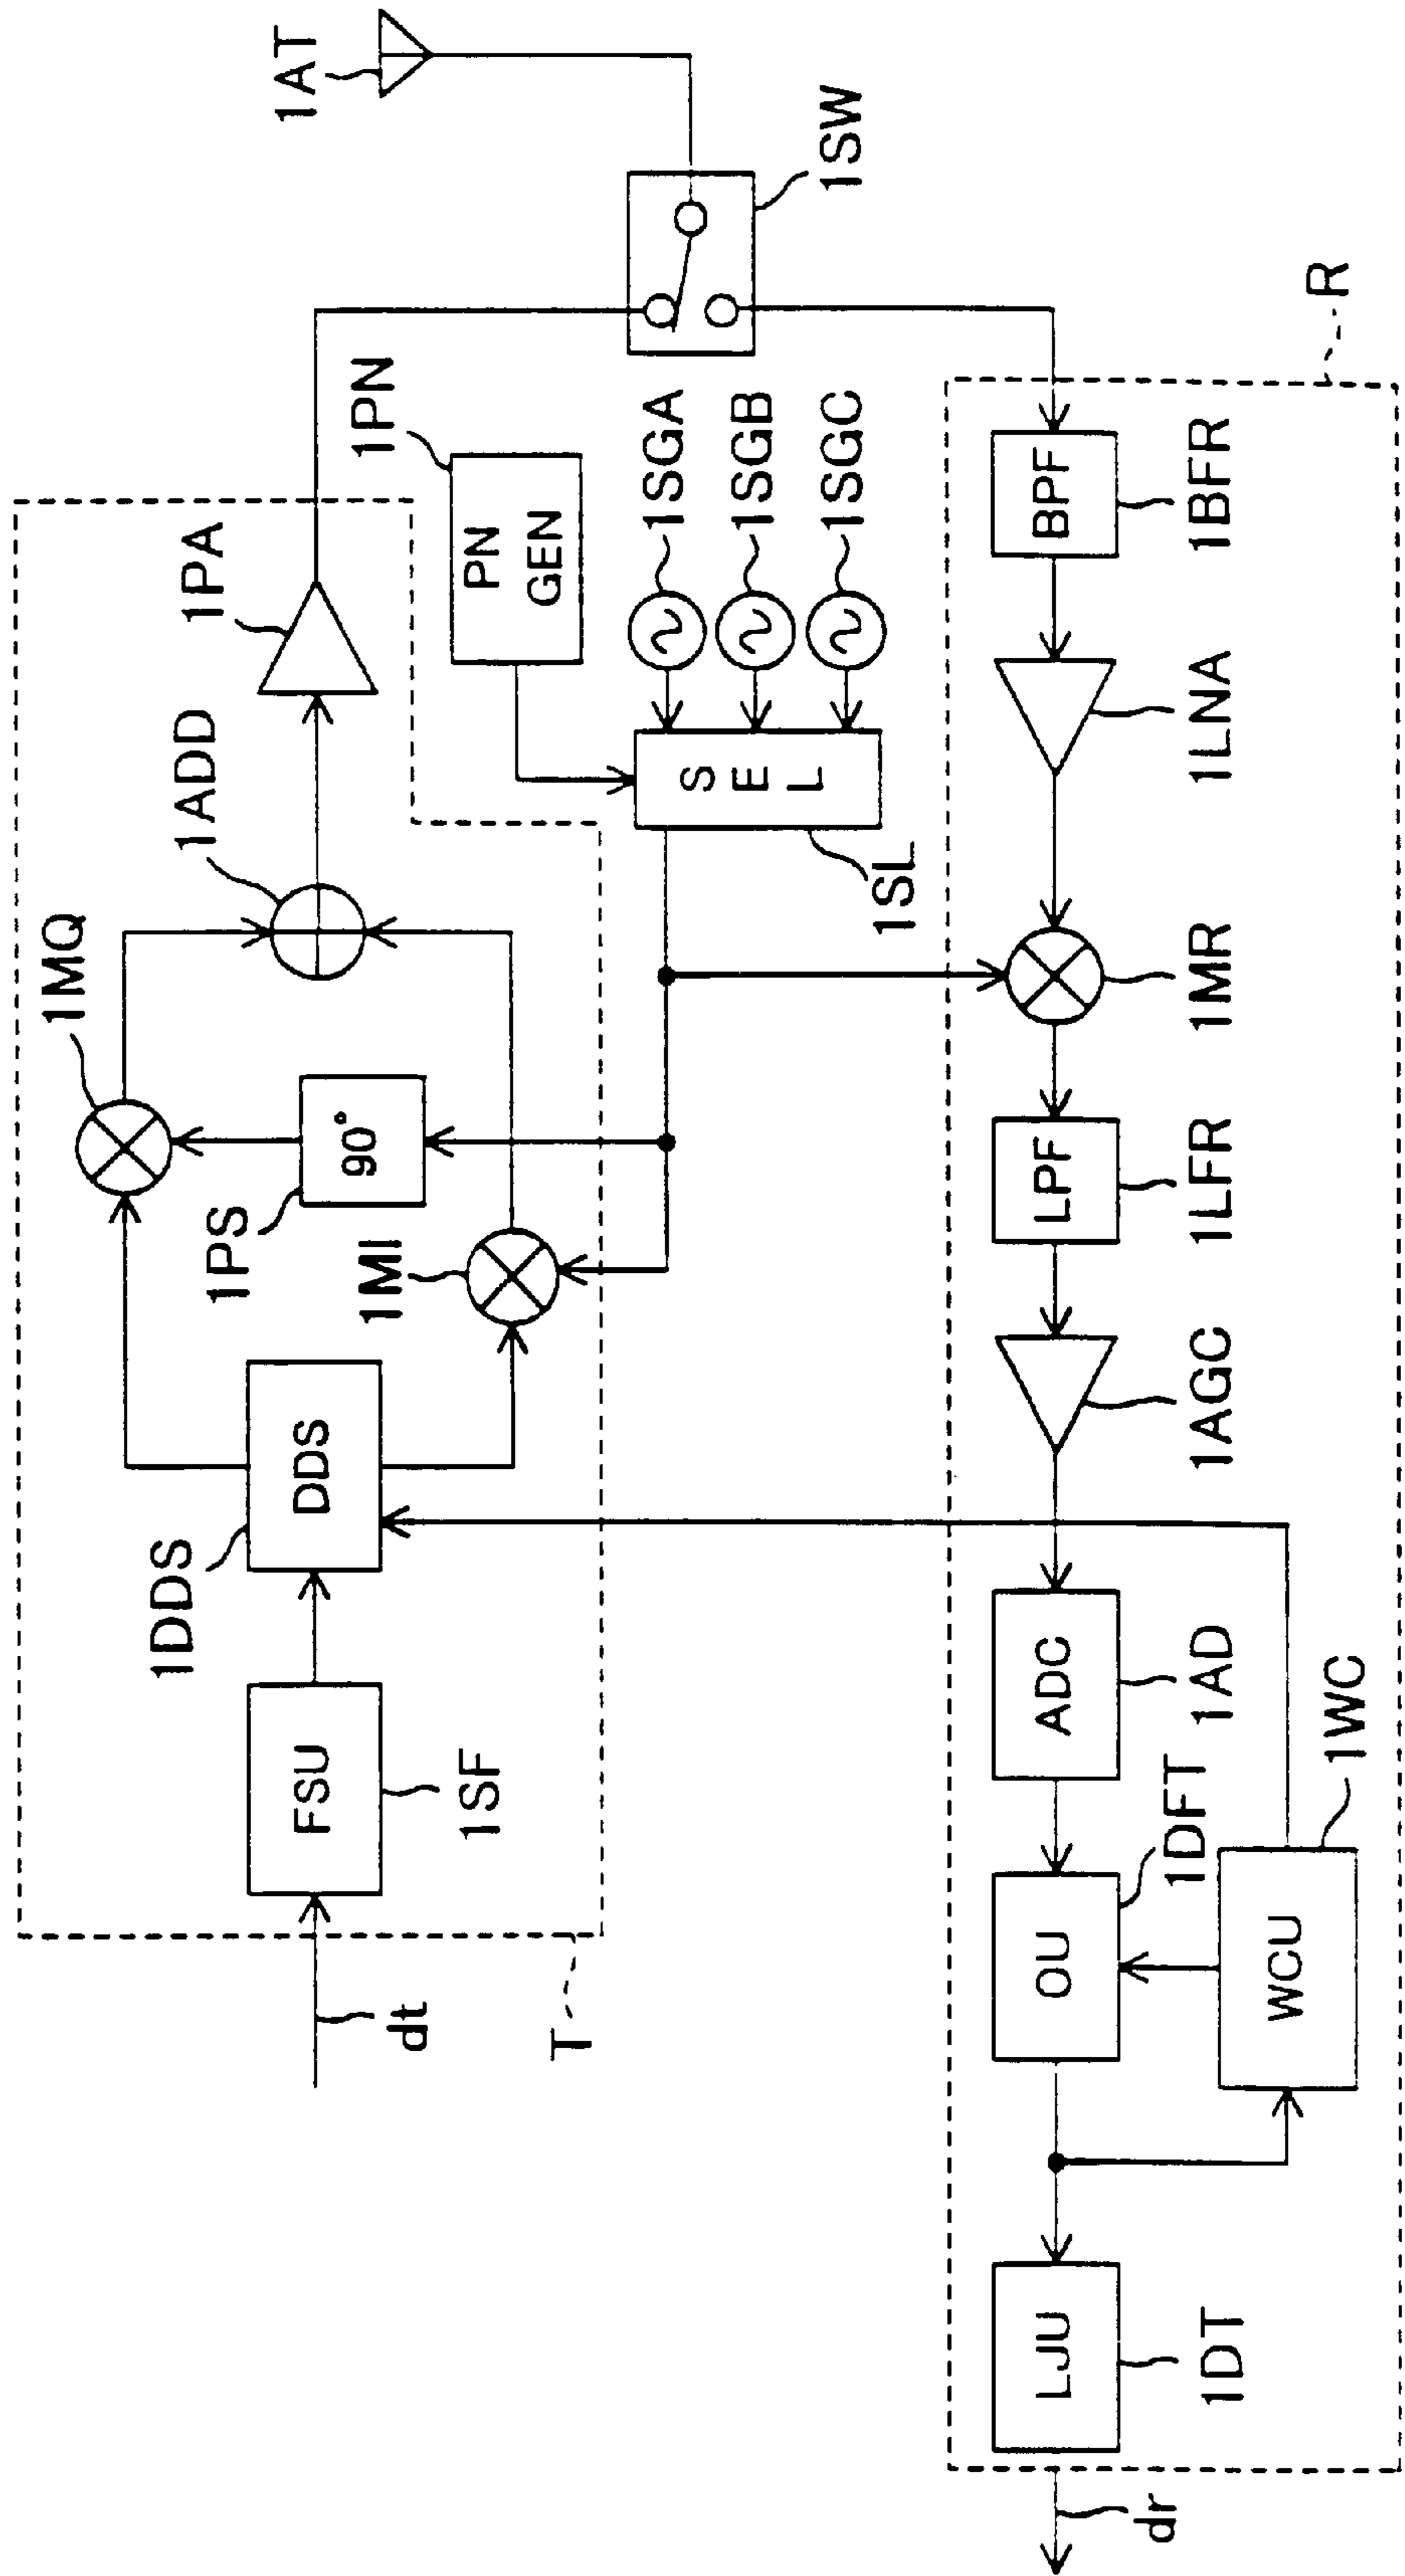 1AT
1SW
1PN
PN
GEN
1PA
1ADD
1MQ
90°
1PS
1MI
DDS
1DDS
FSU
1SF
dt
T
1SGA
1SGB
1SGC
SEL
1SL
R
BPF
1BFR
1LNA
1MR
LPF
1LFR
1AGC
ADC
1AD
OU
1DFT
WCU
1WC
LJU
1DT
dr